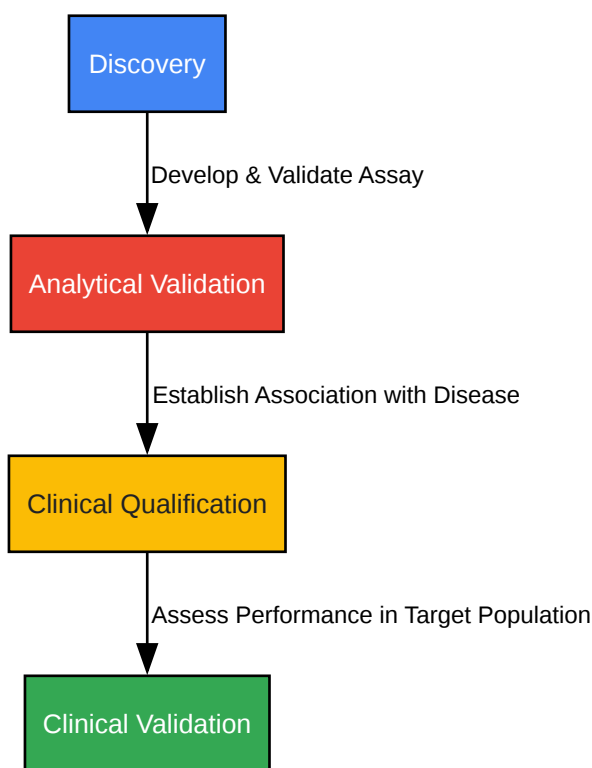 Discovery
Develop & Validate Assay
Analytical Validation
Establish Association with Disease
Clinical Qualification
Assess Performance in Target Population
Clinical Validation